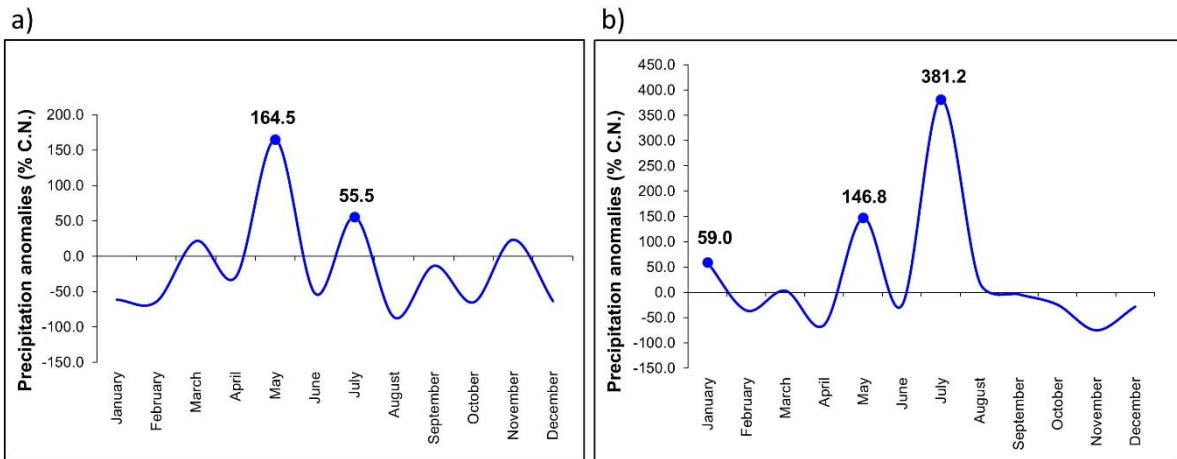 a)
Precipitation anomalies (% C.N.)
200.0
150.0
100.0
50.0
0.0
-50.0
-100.0
-150.0
164.5
55.5
January
February
March
April
May
June
July
August
September
October
November
December
b)
Precipitation anomalies (% C.N.)
450.0
400.0
350.0
300.0
250.0
200.0
150.0
100.0
50.0
0.0
-50.0
-100.0
-150.0
59.0
146.8
381.2
January
February
March
April
May
June
July
August
September
October
November
December